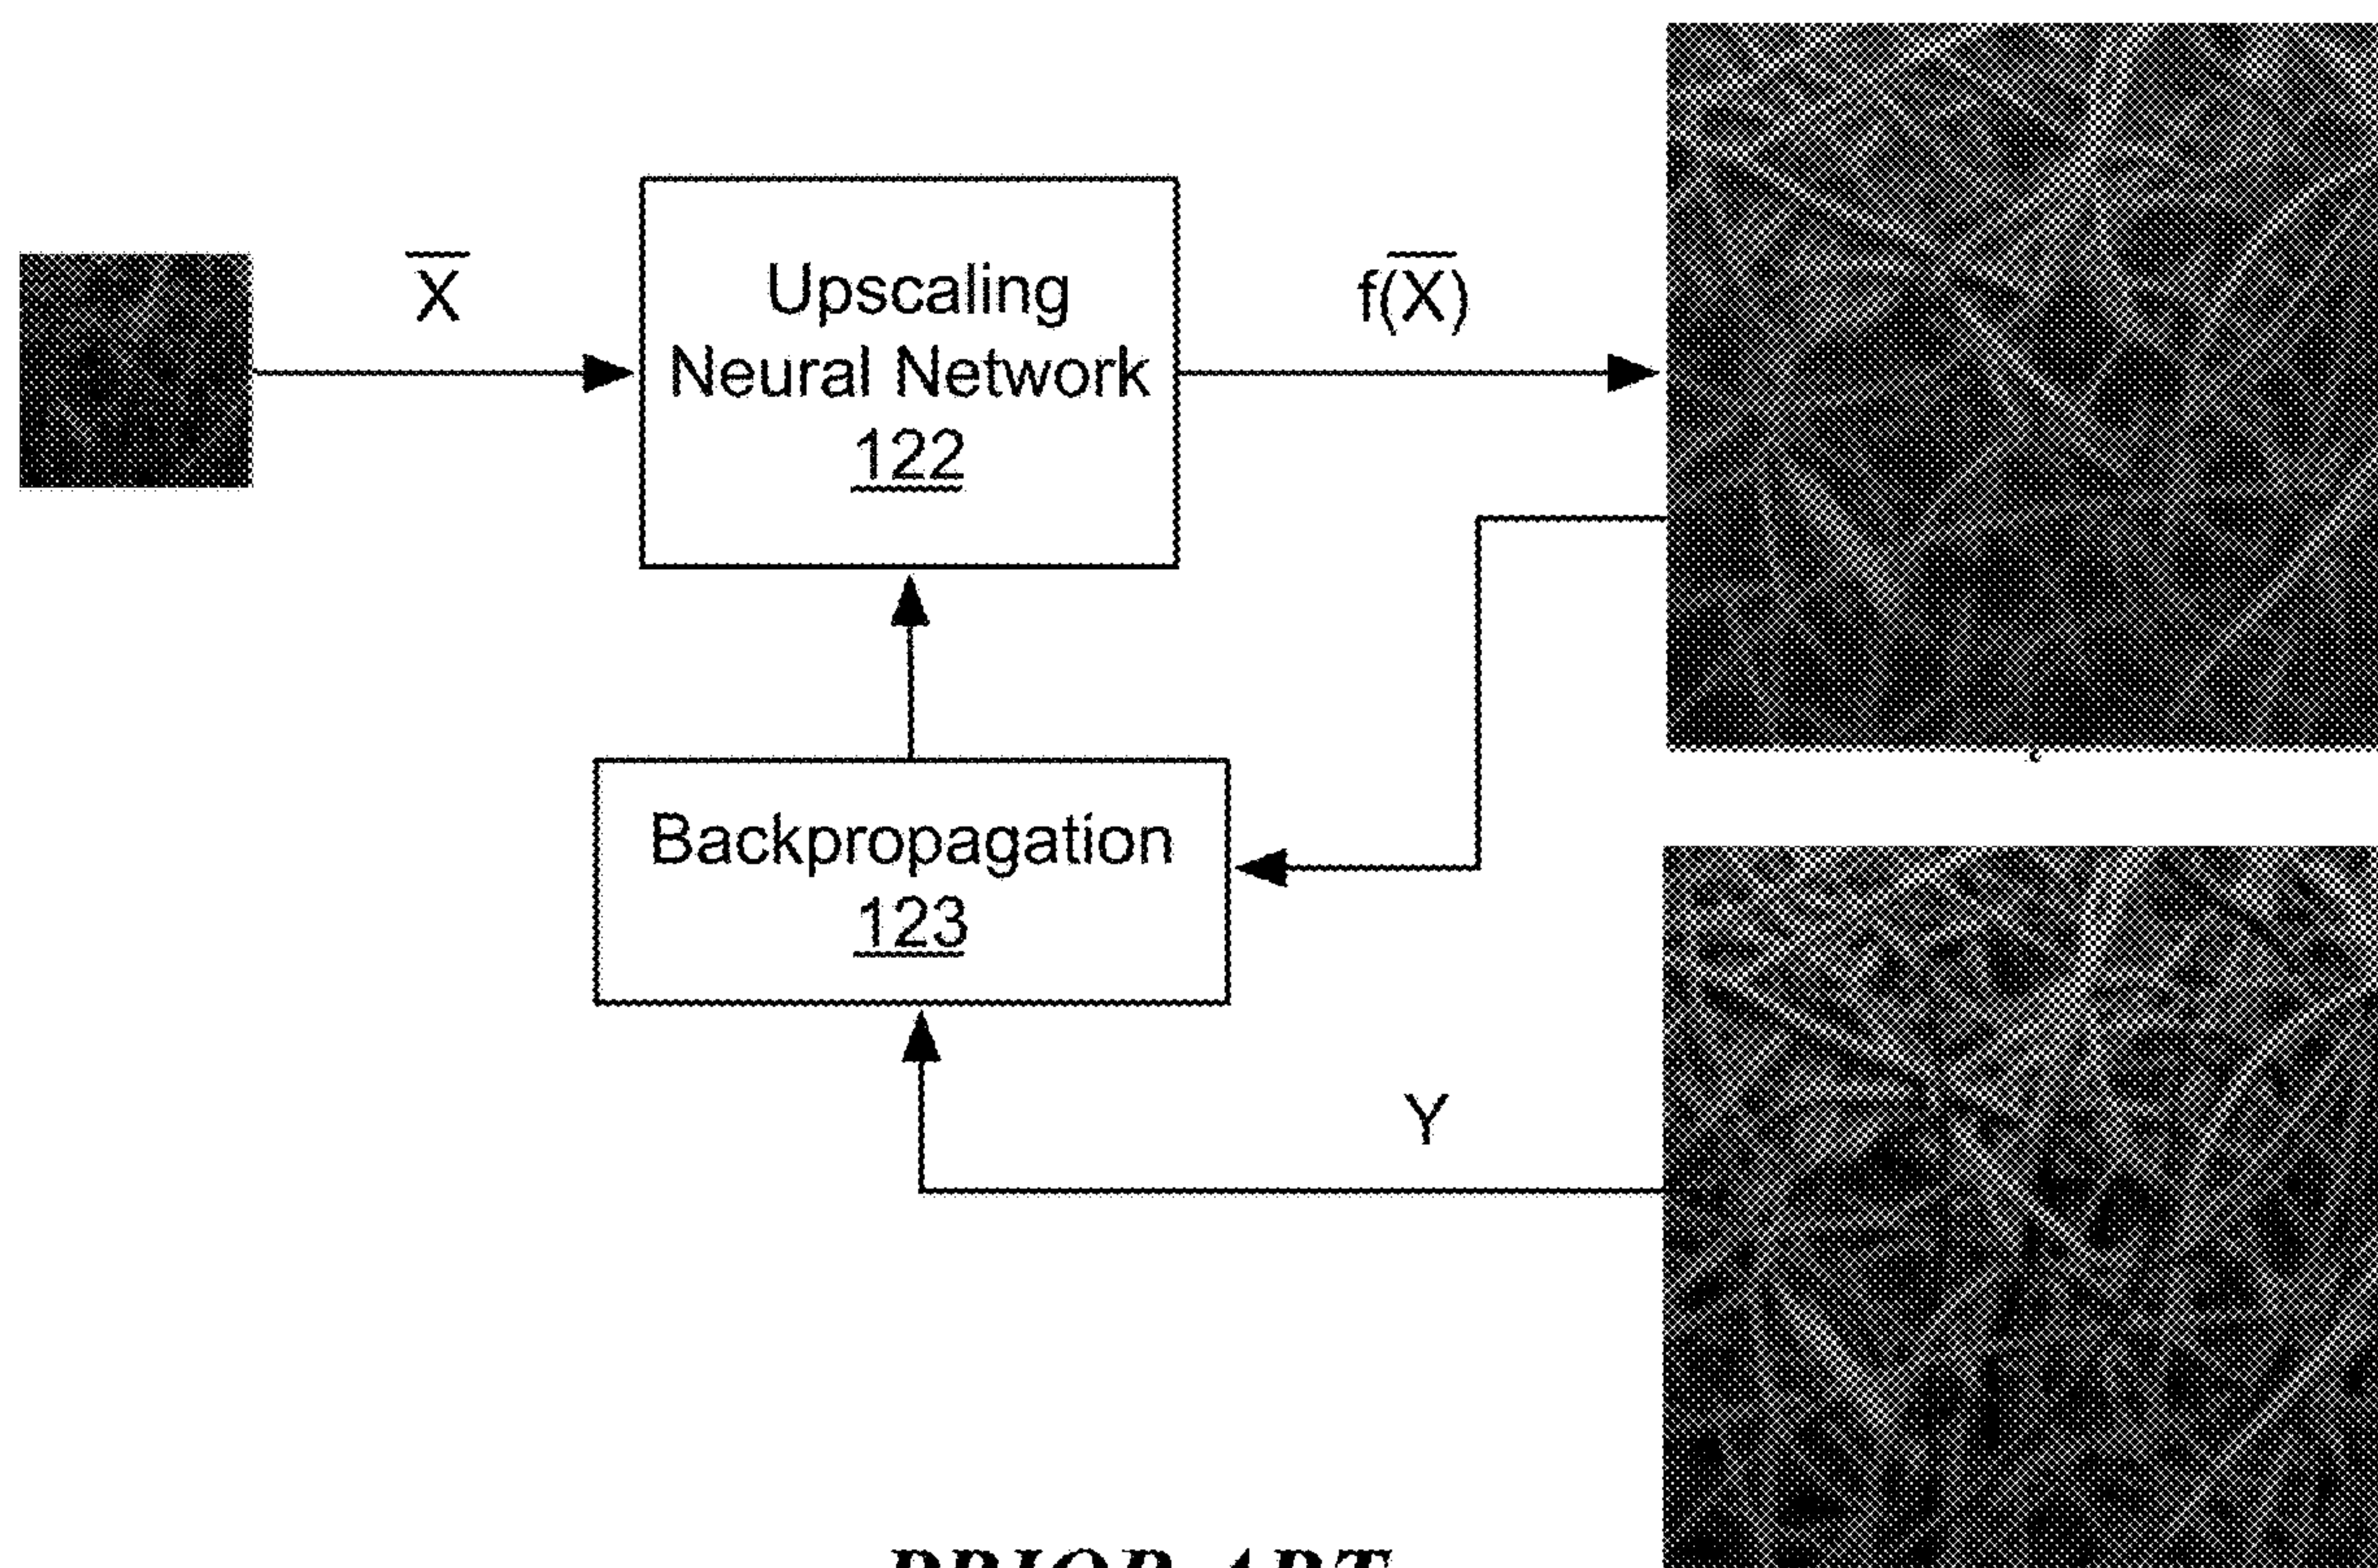 X̅
Upscaling
Neural Network
122
f(X̅)
Backpropagation
123
Y
PRIOR ART